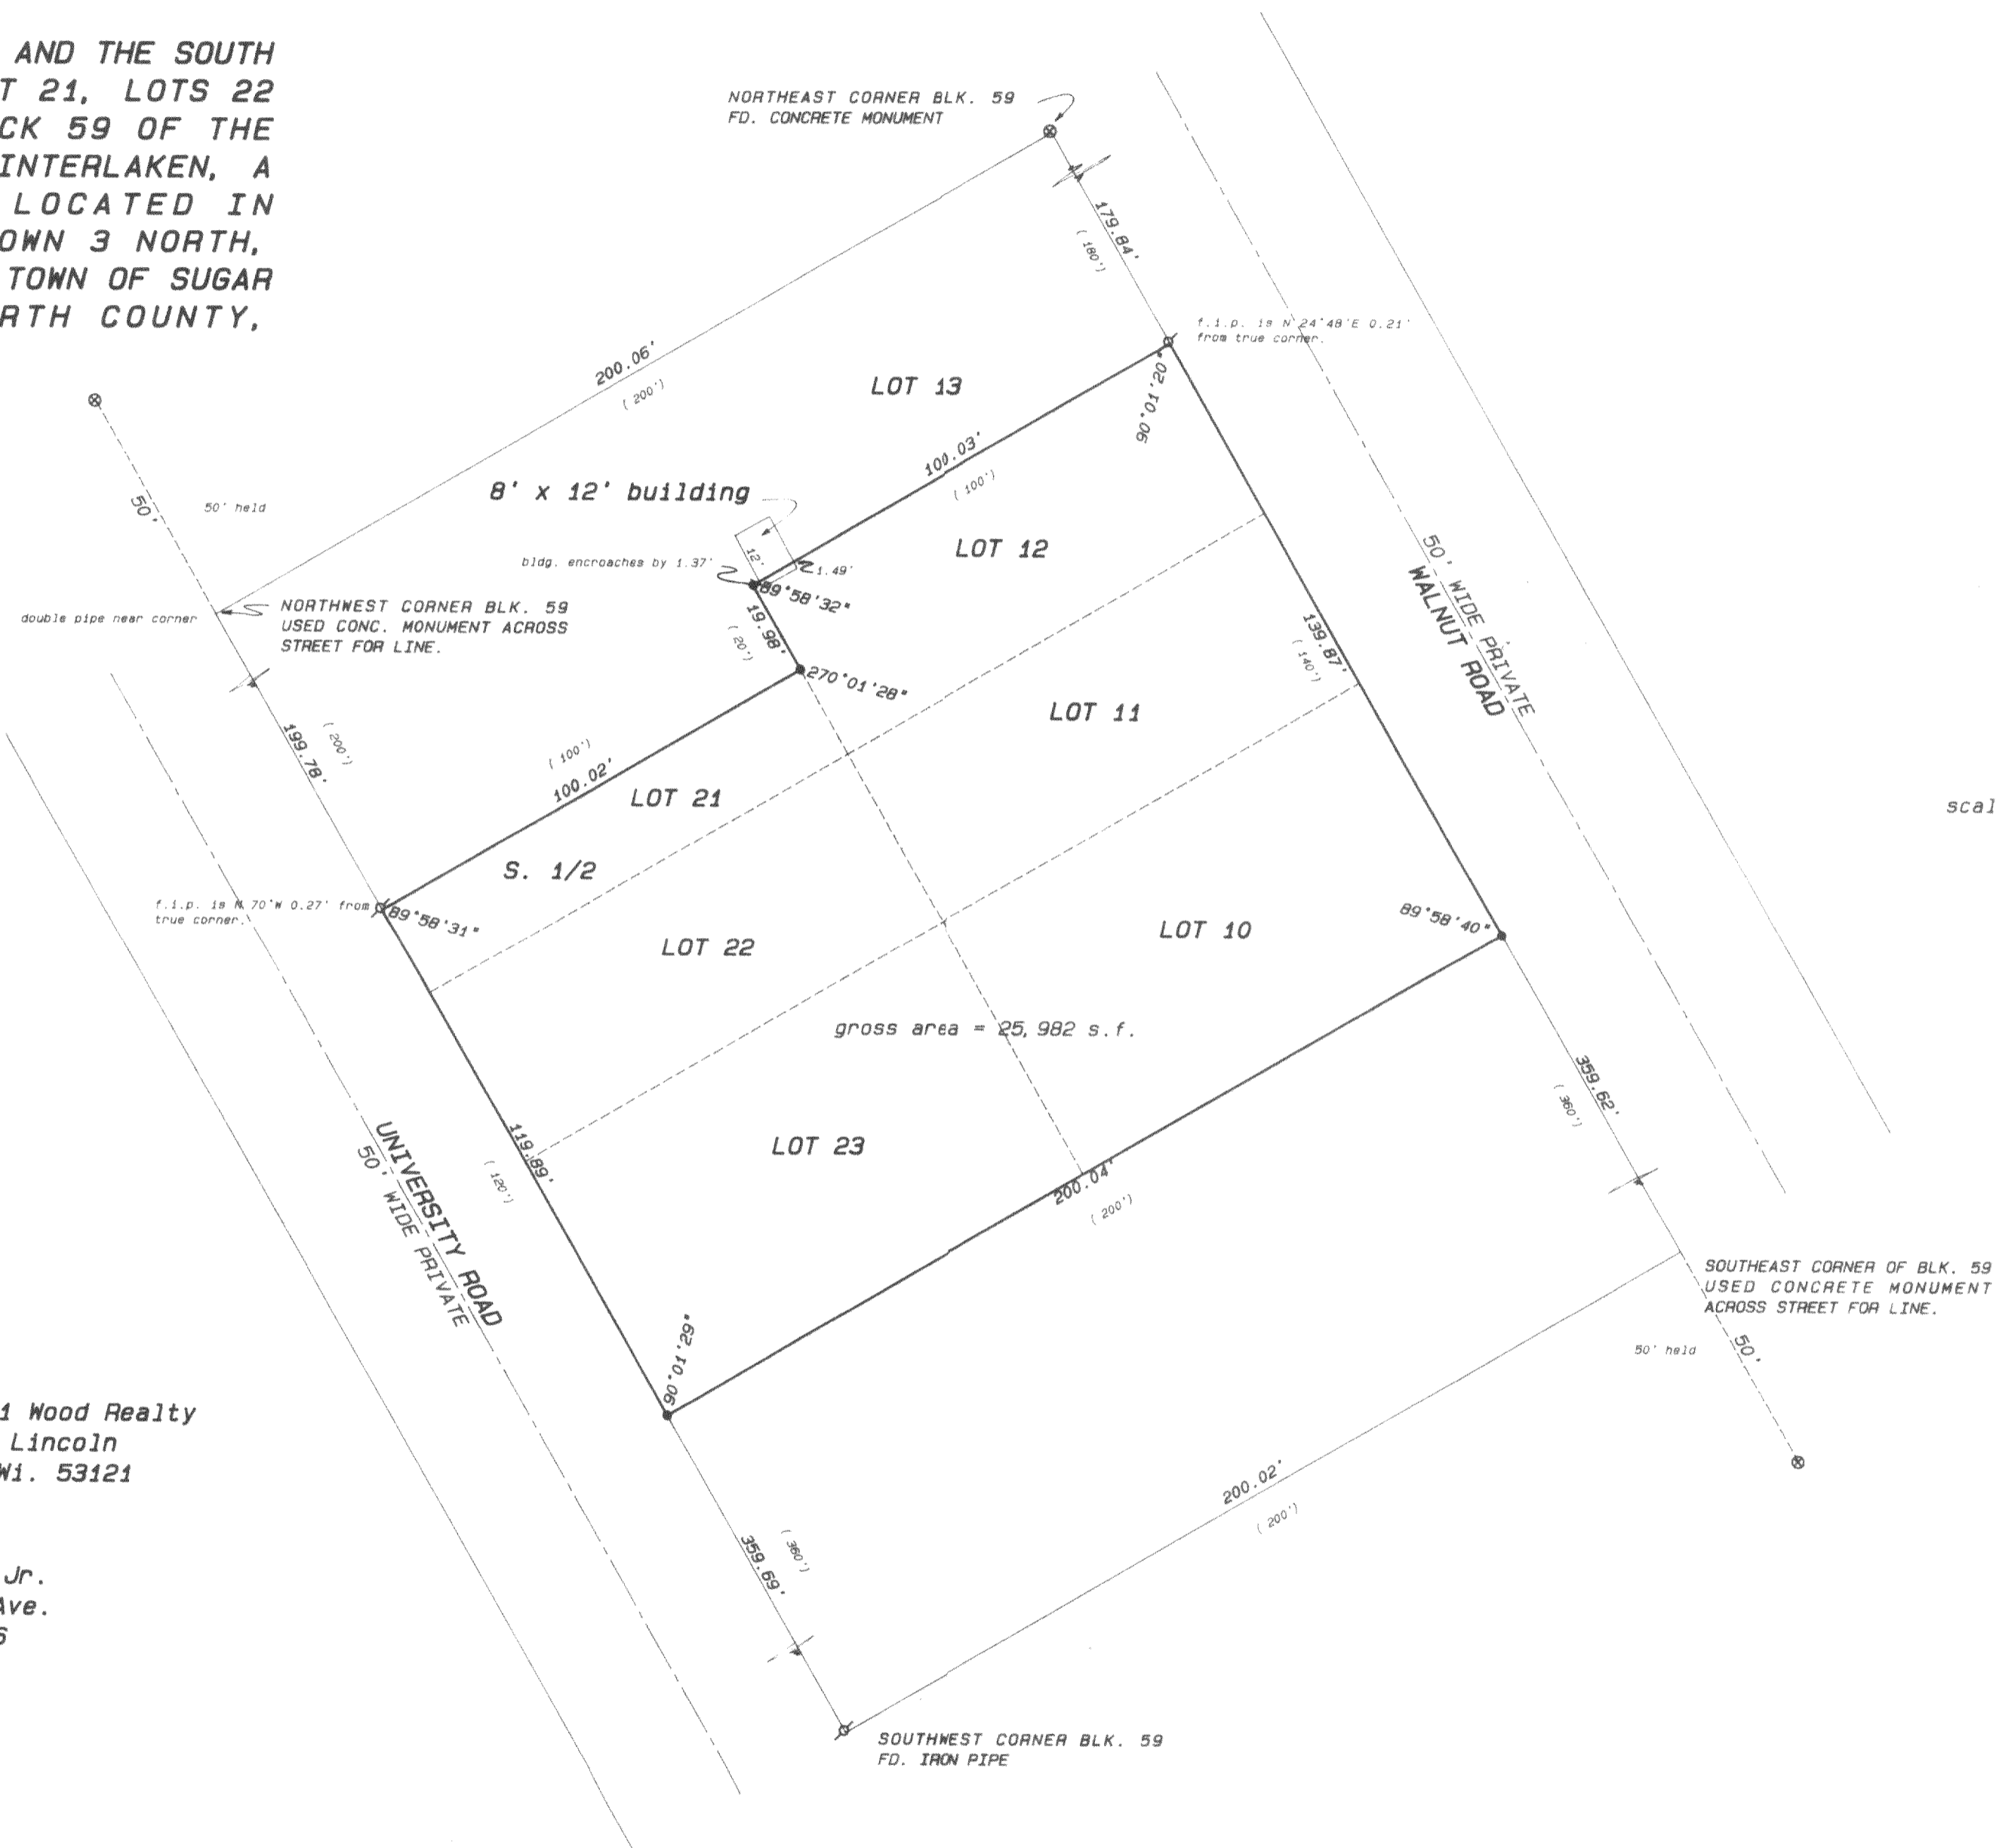 AND THE SOUTH
T 21, LOTS 22
CK 59 OF THE
INTERLAKEN, A
LOCATED IN
OWN 3 NORTH,
TOWN OF SUGAR
RTH COUNTY,
NORTHEAST CORNER BLK. 59
FD. CONCRETE MONUMENT
179.84'
(180')
f.i.p. is N 24°48'E 0.21'
from true corner.
200.06'
(200')
LOT 13
90°01'20"
100.03'
(100')
8' x 12' building
50'
50' held
12'
bldg. encroaches by 1.37'
1.49'
LOT 12
89°58'32"
NORTHWEST CORNER BLK. 59
USED CONC. MONUMENT ACROSS
STREET FOR LINE.
double pipe near corner
19.98'
(20')
270°01'28"
139.87'
(140')
50' WIDE PRIVATE
WALNUT ROAD
199.78'
(200')
LOT 11
(100')
100.02'
LOT 21
S. 1/2
scal
f.i.p. is N 70°W 0.27' from
true corner.
89°58'31"
89°58'40"
LOT 22
LOT 10
gross area = 25,982 s.f.
359.62'
(360')
119.89'
(120')
LOT 23
200.04'
(200')
UNIVERSITY ROAD
50' WIDE PRIVATE
SOUTHEAST CORNER OF BLK. 59
USED CONCRETE MONUMENT
ACROSS STREET FOR LINE.
50' held
50'
90°01'29"
1 Wood Realty
Lincoln
Wi. 53121
200.02'
(200')
359.69'
(360')
Jr.
Ave.
6
SOUTHWEST CORNER BLK. 59
FD. IRON PIPE